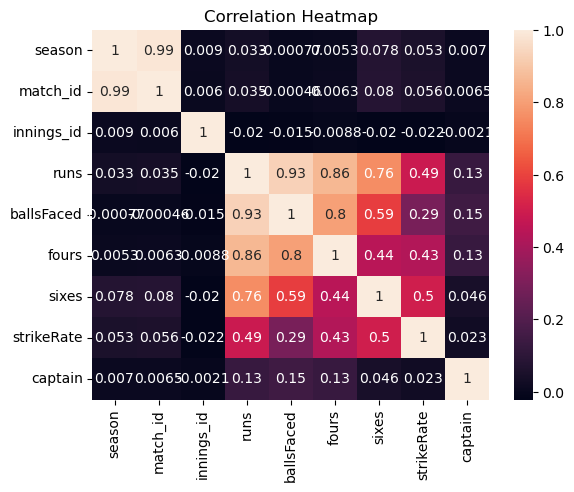 Correlation Heatmap
season 1 0.99 0.009 0.033 -0.00077 0.0053 0.078 0.053 0.007
match_id 0.99 1 0.006 0.035 -0.00046 0.0063 0.08 0.056 0.0065
innings_id 0.009 0.006 1 -0.02 -0.015 -0.0088 -0.02 -0.022 -0.0021
runs 0.033 0.035 -0.02 1 0.93 0.86 0.76 0.49 0.13
ballsFaced -0.00077 -0.00046 -0.015 0.93 1 0.8 0.59 0.29 0.15
fours 0.0053 0.0063 -0.0088 0.86 0.8 1 0.44 0.43 0.13
sixes 0.078 0.08 -0.02 0.76 0.59 0.44 1 0.5 0.046
strikeRate 0.053 0.056 -0.022 0.49 0.29 0.43 0.5 1 0.023
captain 0.007 0.0065 -0.0021 0.13 0.15 0.13 0.046 0.023 1
season match_id innings_id runs ballsFaced fours sixes strikeRate captain
1.0
0.8
0.6
0.4
0.2
0.0